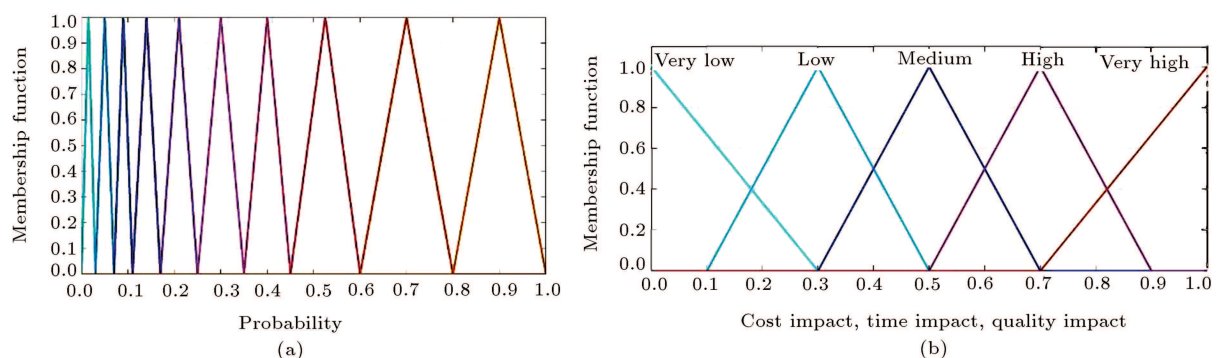 1.0
0.9
0.8
0.7
0.6
0.5
0.4
0.3
0.2
0.1
0.0
Membership function
0.0 0.1 0.2 0.3 0.4 0.5 0.6 0.7 0.8 0.9 1.0
Probability
(a)
Very low Low Medium High Very high
1.0
0.8
0.6
0.4
0.2
0.0
Membership function
0.0 0.1 0.2 0.3 0.4 0.5 0.6 0.7 0.8 0.9 1.0
Cost impact, time impact, quality impact
(b)